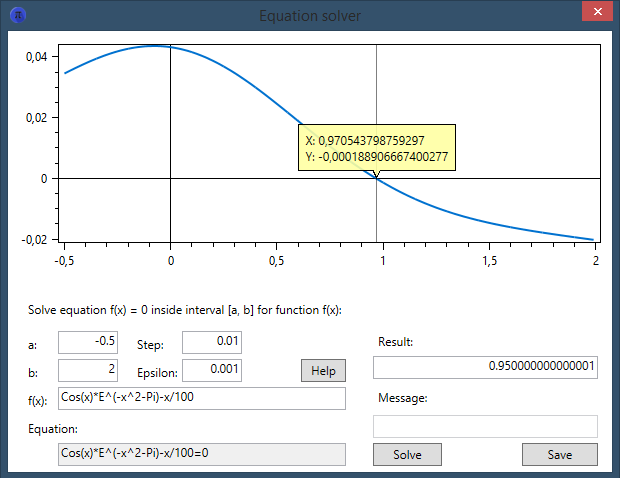 Equation solver
0,04
0,02
0
-0,02
-0,5
0
0,5
1
1,5
2
X: 0,970543798759297
Y: -0,000188906667400277
Solve equation f(x) = 0 inside interval [a, b] for function f(x):
a: -0.5 Step: 0.01
b: 2 Epsilon: 0.001 Help
f(x): Cos(x)*E^(-x^2-Pi)-x/100
Equation:
Cos(x)*E^(-x^2-Pi)-x/100=0
Result:
0.950000000000001
Message:
Solve Save